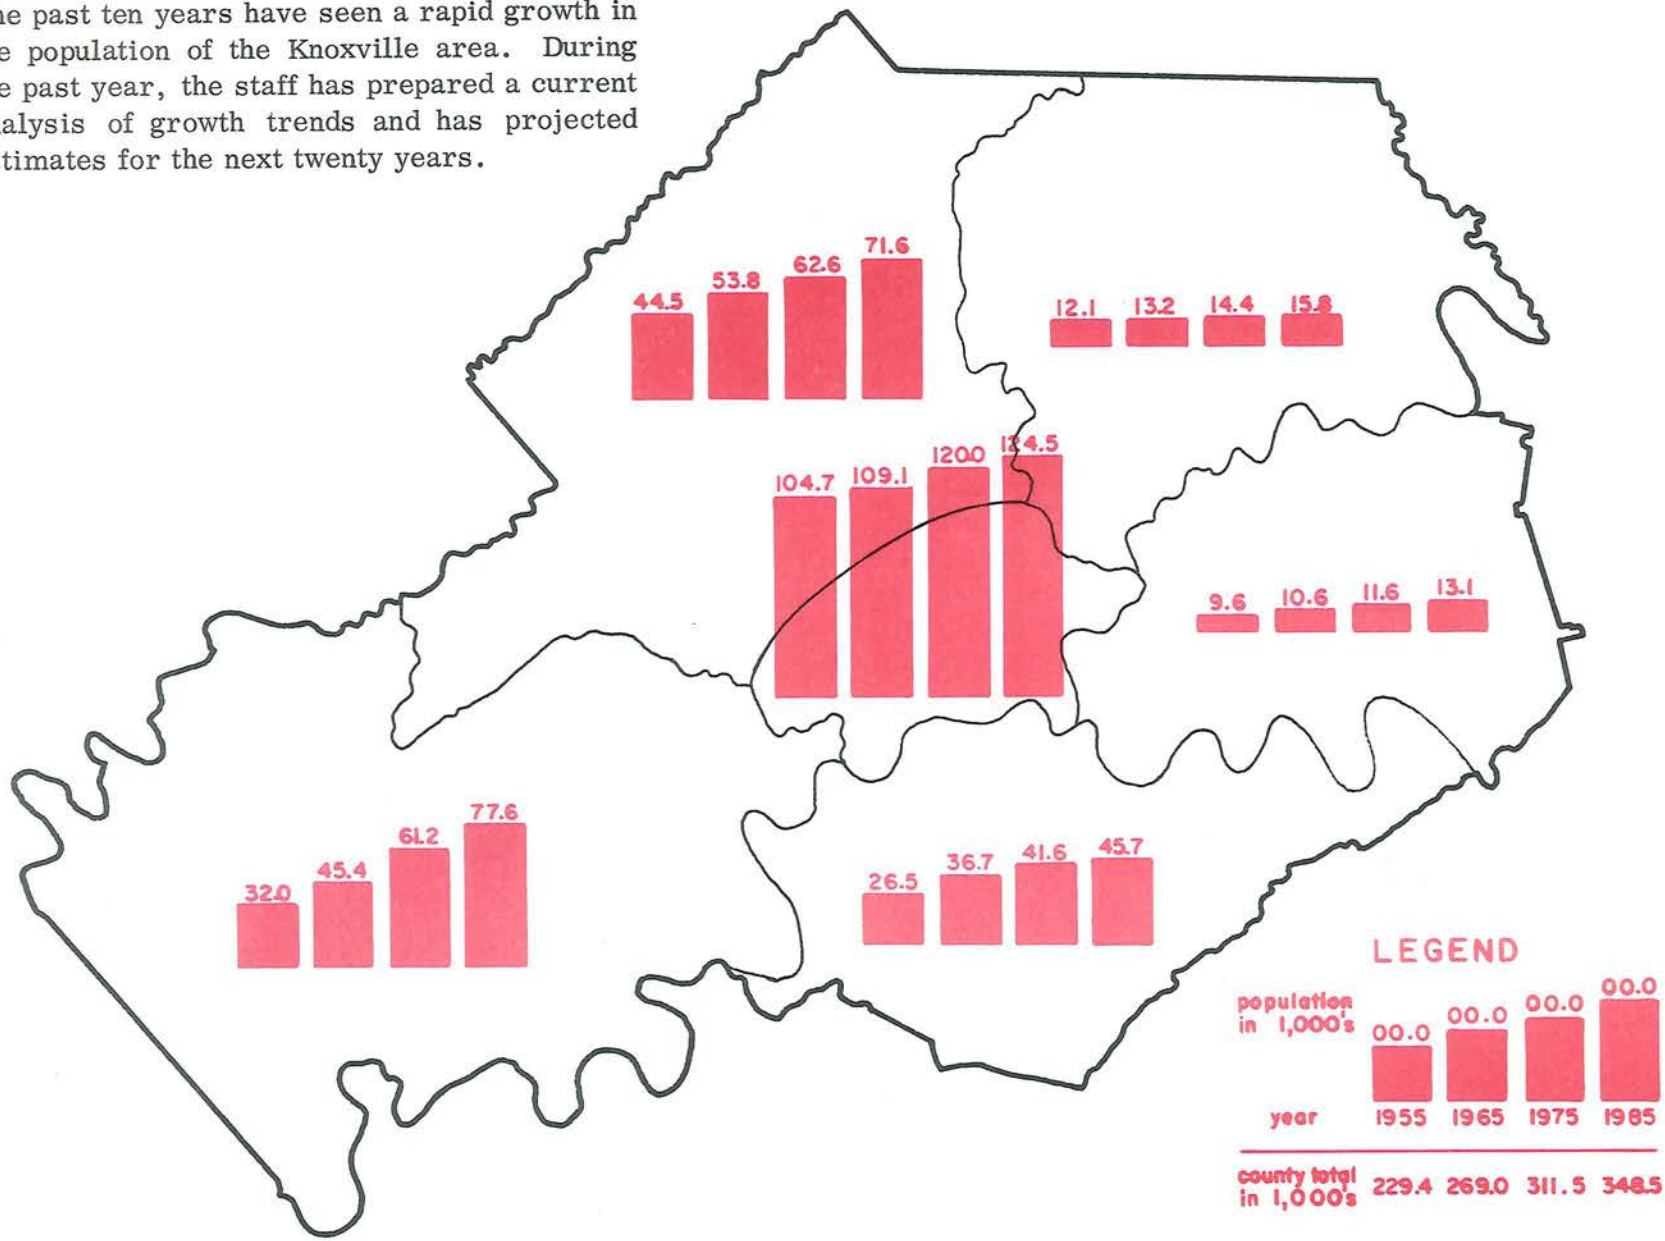 past ten years have seen a rapid growth in
population of the Knoxville area. During
past year, the staff has prepared a current
of growth trends and has projected
for the next twenty years.
71.6
62.6
53.8
44.5
12.1 13.2 14.4 15.8
124.5
120.0
109.1
104.7
9.6 10.6 11.6 13.1
77.6
61.2
45.4
32.0
45.7
41.6
36.7
26.5
LEGEND
population
in 1,000's
00.0 00.0 00.0 00.0
year 1955 1965 1975 1985
county total
in 1,000's
229.4 269.0 311.5 348.5